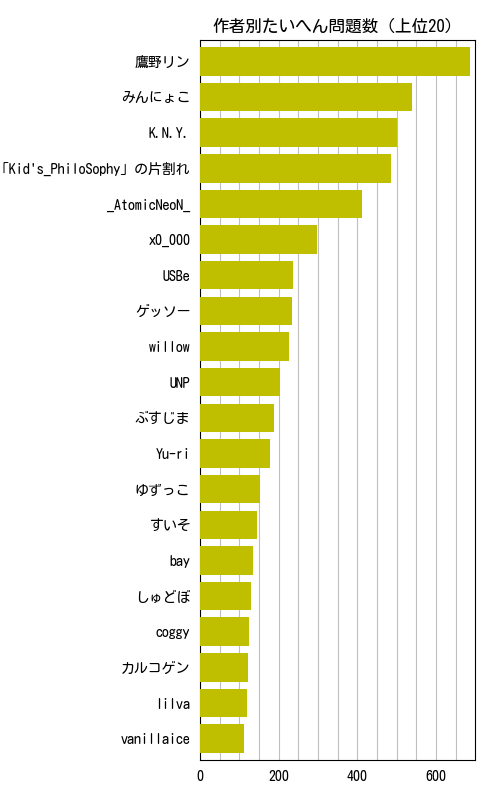 作者別たいへん問題数（上位20）
鷹野リン
みんにょこ
K.N.Y.
「Kid's_PhiloSophy」の片割れ
_AtomicNeoN_
x0_000
USBe
ゲッソー
willow
UNP
ぷすじま
Yu-ri
ゆずっこ
すいそ
bay
しゅどぼ
coggy
カルコゲン
lilva
vanillaice
0 200 400 600